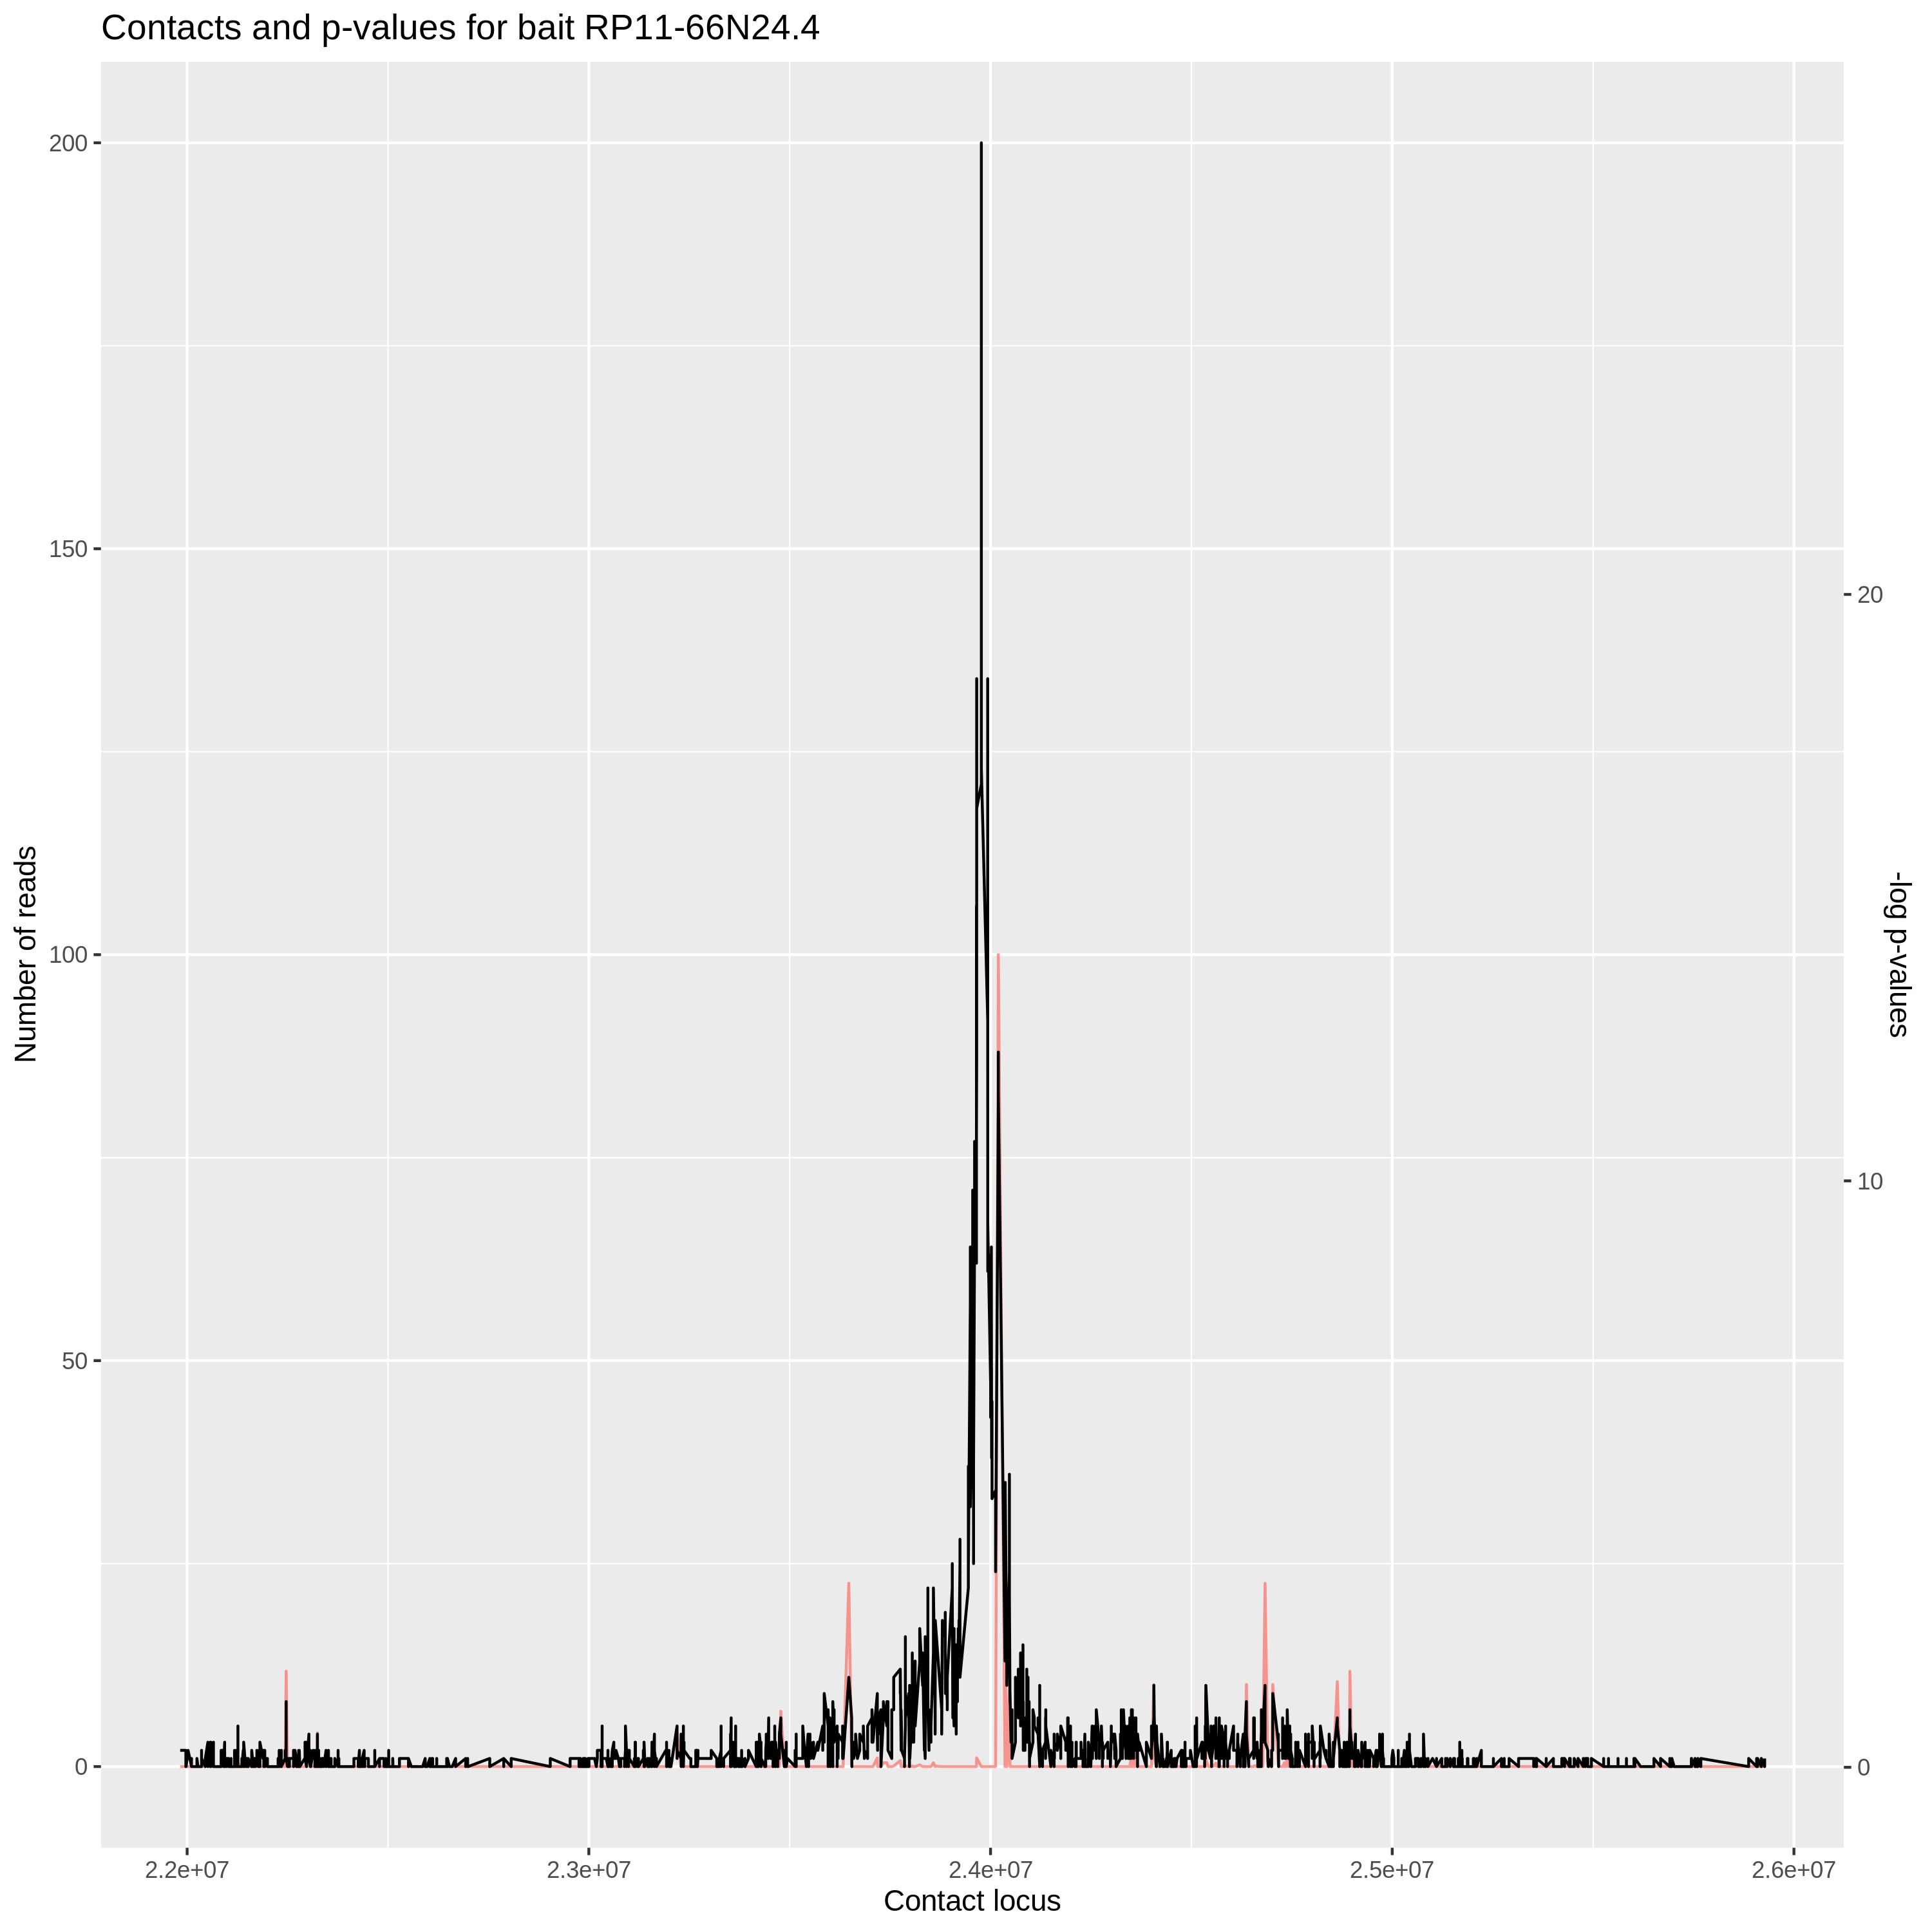 Contacts and p-values for bait RP11-66N24.4
200
150
100
50
0
Number of reads
20
10
0
-log p-values
2.2e+07
2.3e+07
2.4e+07
2.5e+07
2.6e+07
Contact locus